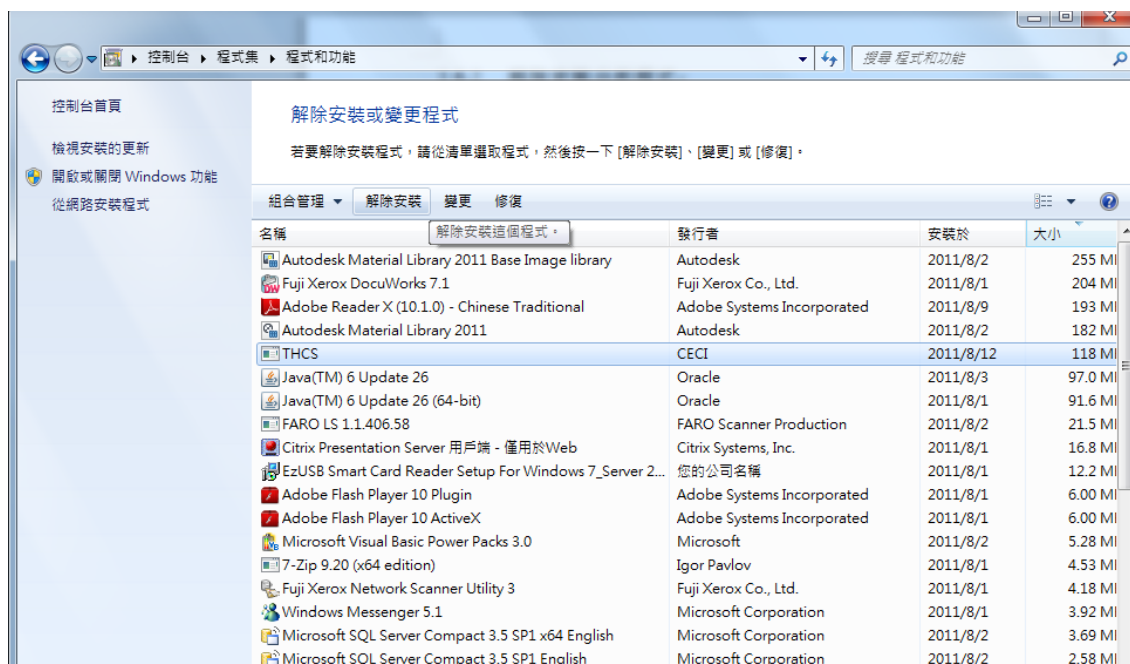 控制台 ▸ 程式集 ▸ 程式和功能
搜尋 程式和功能
控制台首頁
檢視安裝的更新
開啟或關閉 Windows 功能
從網路安裝程式
解除安裝或變更程式
若要解除安裝程式，請從清單選取程式，然後按一下 [解除安裝]、[變更] 或 [修復]。
組合管理 ▼ 解除安裝 變更 修復
解除安裝這個程式。
名稱 發行者 安裝於 大小
Autodesk Material Library 2011 Base Image library Autodesk 2011/8/2 255 M
Fuji Xerox DocuWorks 7.1 Fuji Xerox Co., Ltd. 2011/8/1 204 M
Adobe Reader X (10.1.0) - Chinese Traditional Adobe Systems Incorporated 2011/8/9 193 M
Autodesk Material Library 2011 Autodesk 2011/8/2 182 M
THCS CECI 2011/8/12 118 M
Java(TM) 6 Update 26 Oracle 2011/8/3 97.0 M
Java(TM) 6 Update 26 (64-bit) Oracle 2011/8/1 91.6 M
FARO LS 1.1.406.58 FARO Scanner Production 2011/8/2 21.5 M
Citrix Presentation Server 用戶端 - 僅用於Web Citrix Systems, Inc. 2011/8/1 16.8 M
EzUSB Smart Card Reader Setup For Windows 7_Server 2... 您的公司名稱 2011/8/1 12.2 M
Adobe Flash Player 10 Plugin Adobe Systems Incorporated 2011/8/1 6.00 M
Adobe Flash Player 10 ActiveX Adobe Systems Incorporated 2011/8/1 6.00 M
Microsoft Visual Basic Power Packs 3.0 Microsoft 2011/8/2 5.28 M
7-Zip 9.20 (x64 edition) Igor Pavlov 2011/8/1 4.53 M
Fuji Xerox Network Scanner Utility 3 Fuji Xerox Co., Ltd. 2011/8/1 4.18 M
Windows Messenger 5.1 Microsoft Corporation 2011/8/1 3.92 M
Microsoft SQL Server Compact 3.5 SP1 x64 English Microsoft Corporation 2011/8/2 3.69 M
Microsoft SQL Server Compact 3.5 SP1 English Microsoft Corporation 2011/8/2 2.58 M